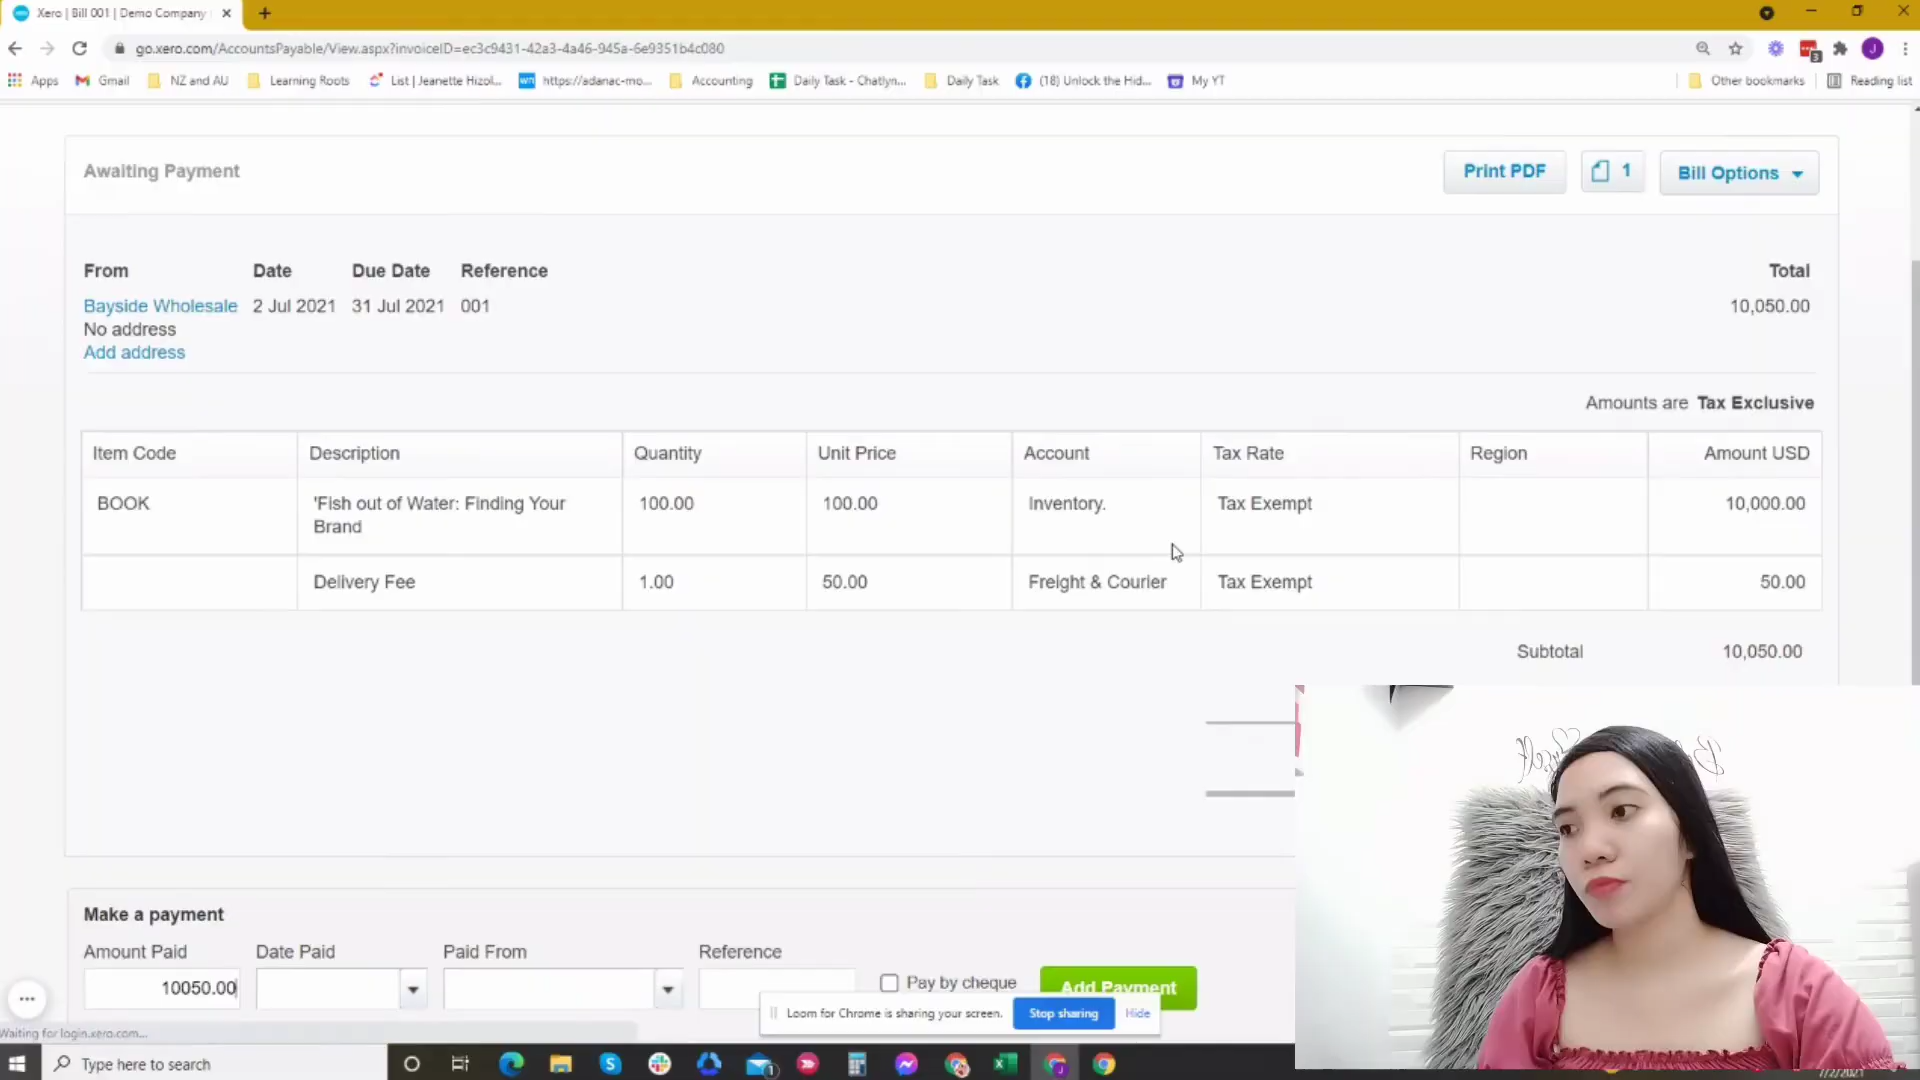 Xero | Bill 001 | Demo Company
go.xero.com/AccountsPayable/View.aspx?invoiceID=ec3c9431-42a3-4a46-945a-6e9351b4c080
3
J
Apps Gmail NZ and AU Learning Roots List | Jeanette Hizol... https://adanac-mo... Accounting Daily Task - Chatlyn... Daily Task (18) Unlock the Hid... My YT Other bookmarks Reading list
Awaiting Payment
Print PDF 1 Bill Options
From Date Due Date Reference Total
Bayside Wholesale 2 Jul 2021 31 Jul 2021 001 10,050.00
No address
Add address
Amounts are Tax Exclusive
Item Code Description Quantity Unit Price Account Tax Rate Region Amount USD
BOOK 'Fish out of Water: Finding Your 100.00 100.00 Inventory. Tax Exempt 10,000.00
Brand
Delivery Fee 1.00 50.00 Freight & Courier Tax Exempt 50.00
Subtotal 10,050.00
Make a payment
Amount Paid Date Paid Paid From Reference
10050.00 Pay by cheque Add Payment
Loom for Chrome is sharing your screen. Stop sharing Hide
Waiting for login.xero.com...
Type here to search